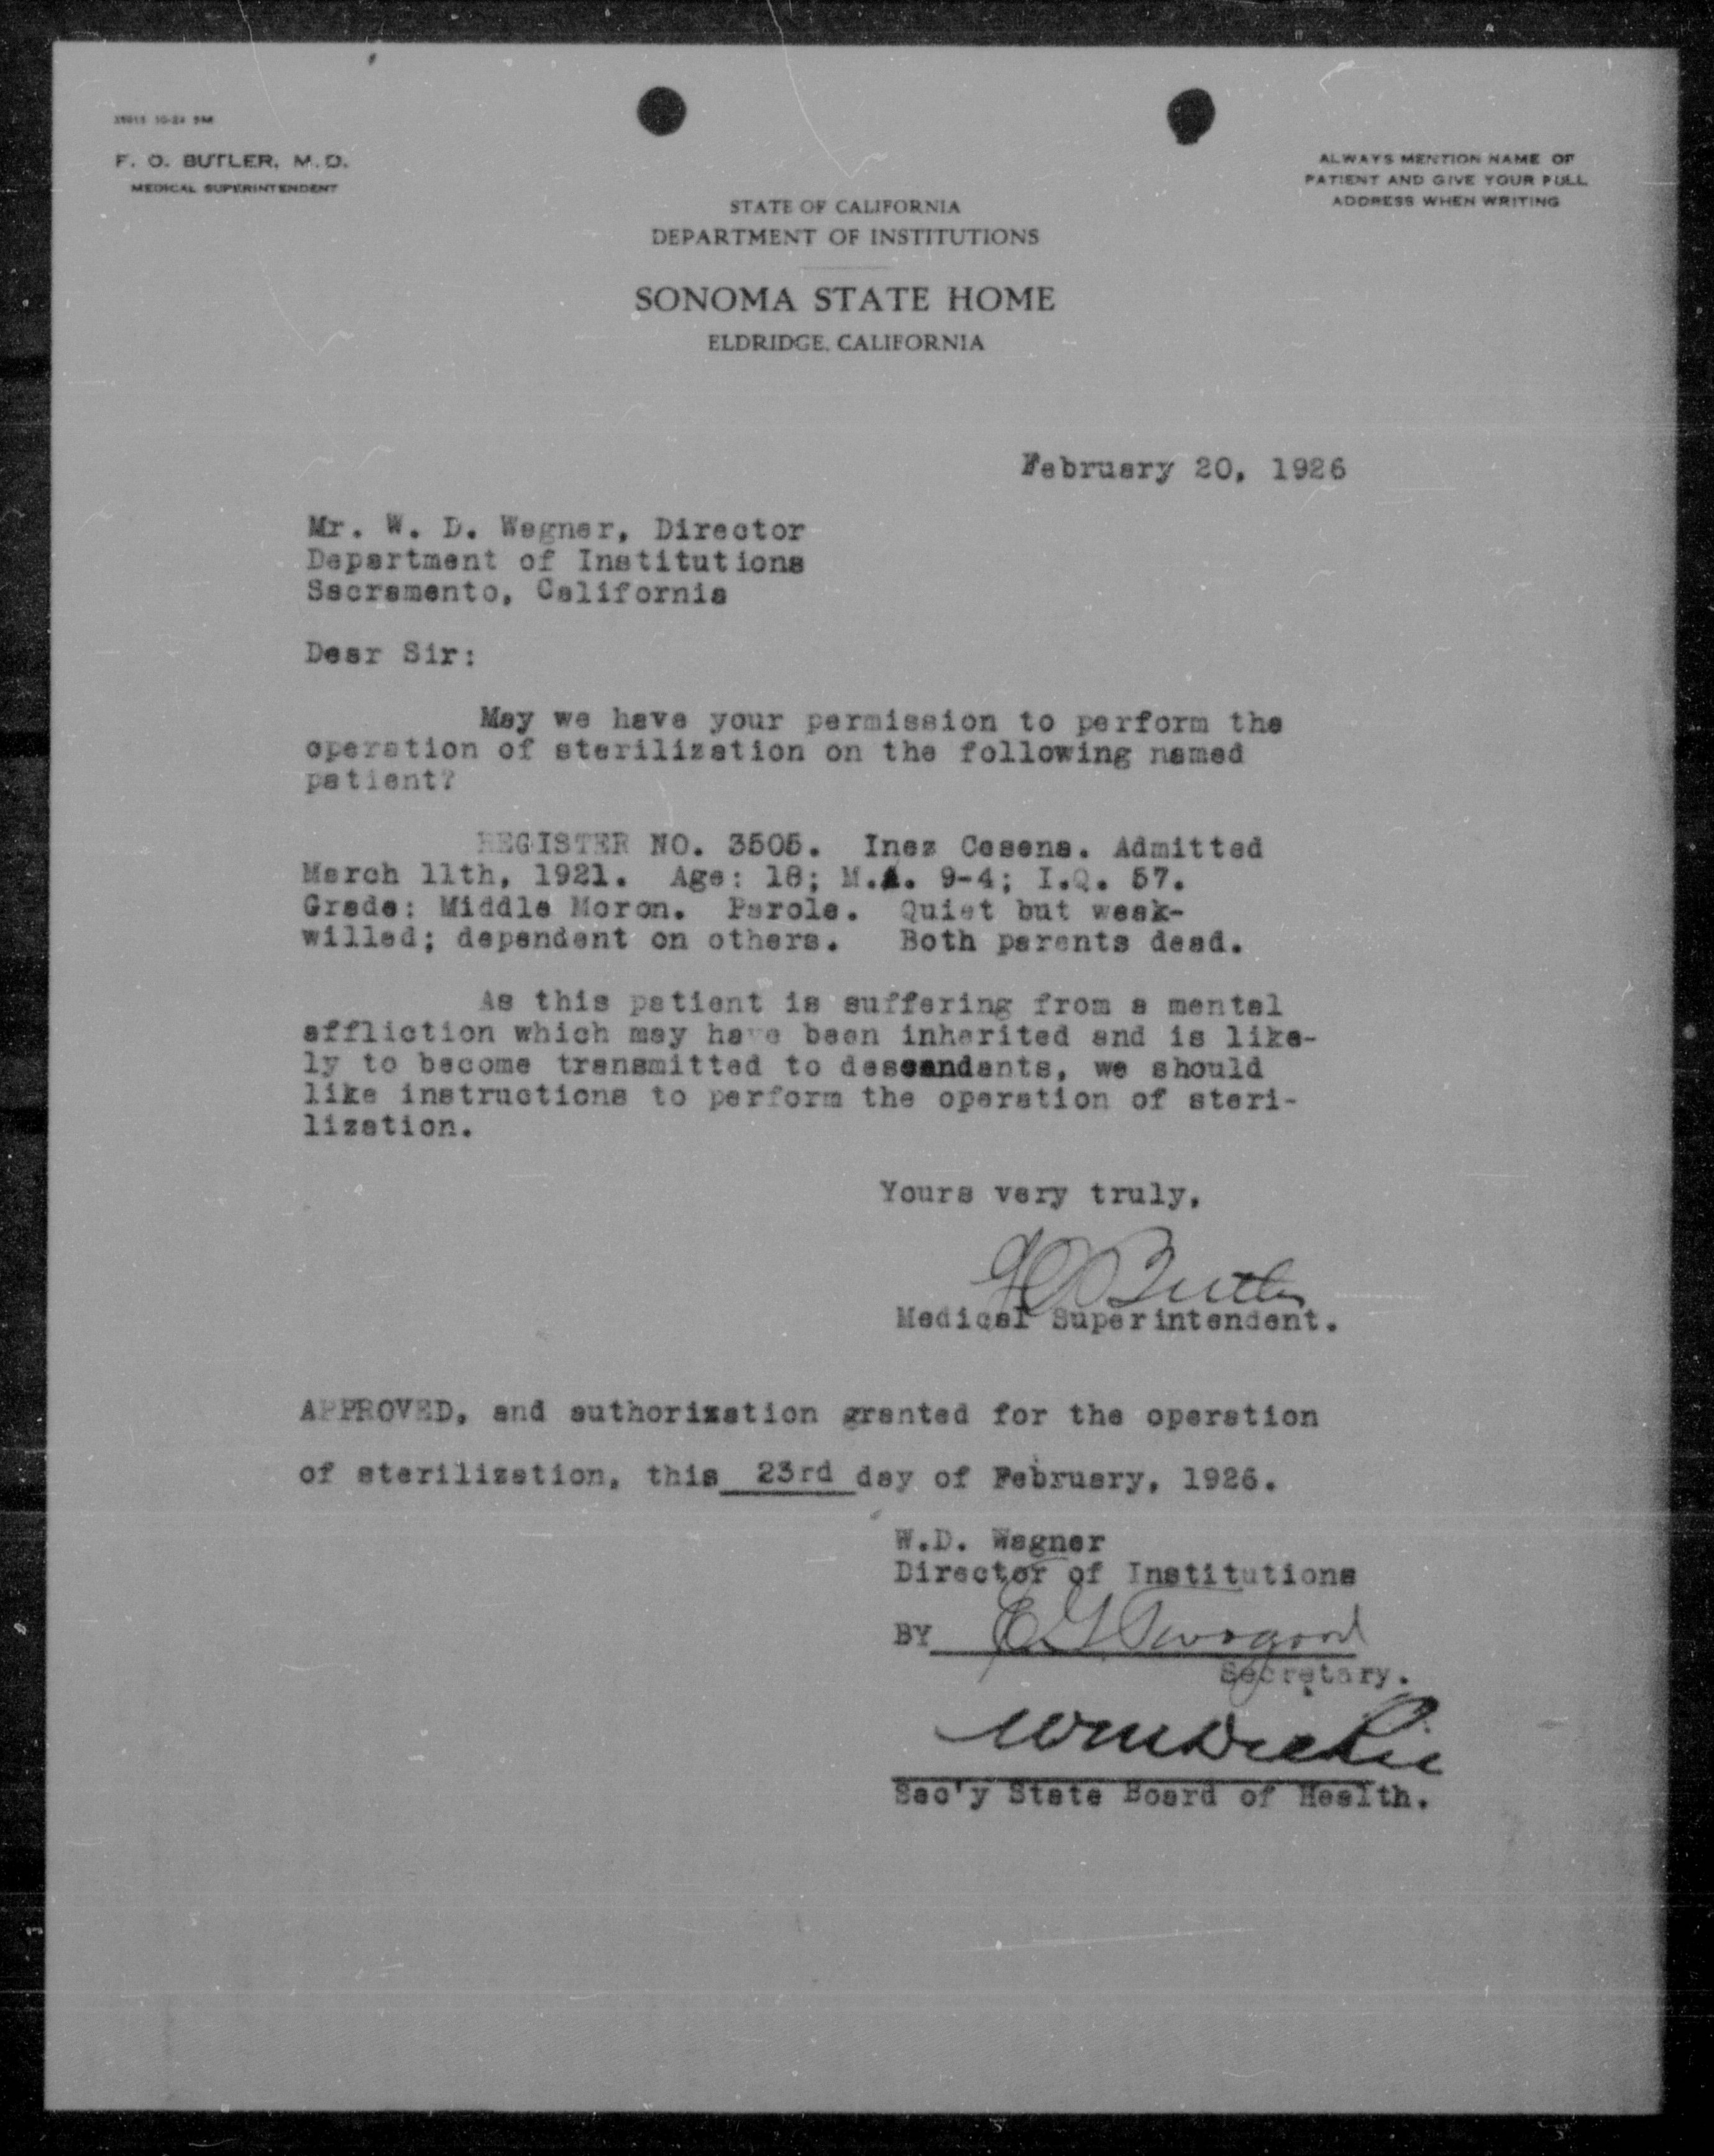 F. O. BUTLER, M.D.
MEDICAL SUPERINTENDENT
ALWAYS MENTION NAME OF
PATIENT AND GIVE YOUR FULL
ADDRESS WHEN WRITING
STATE OF CALIFORNIA
DEPARTMENT OF INSTITUTIONS
SONOMA STATE HOME
ELDRIDGE, CALIFORNIA
February 20, 1926
Mr. W. D. Wagner, Director
Department of Institutions
Sacramento, California
Dear Sir:
May we have your permission to perform the
operation of sterilization on the following named
patient?
REGISTER NO. 3505. Inez Cesena. Admitted
March 11th, 1921. Age: 18; M.A. 9-4; I.Q. 57.
Grade: Middle Moron. Parole. Quiet but weak-
willed; dependent on others. Both parents dead.
As this patient is suffering from a mental
affliction which may have been inherited and is like-
ly to become transmitted to descendants, we should
like instructions to perform the operation of steri-
lization.
Yours very truly,
FO Butler
Medical Superintendent.
APPROVED, and authorization granted for the operation
of sterilization, this 23rd day of February, 1926.
W.D. Wagner
Director of Institutions
BY E G Twogood
Secretary.
Wm Dickie
Sec'y State Board of Health.